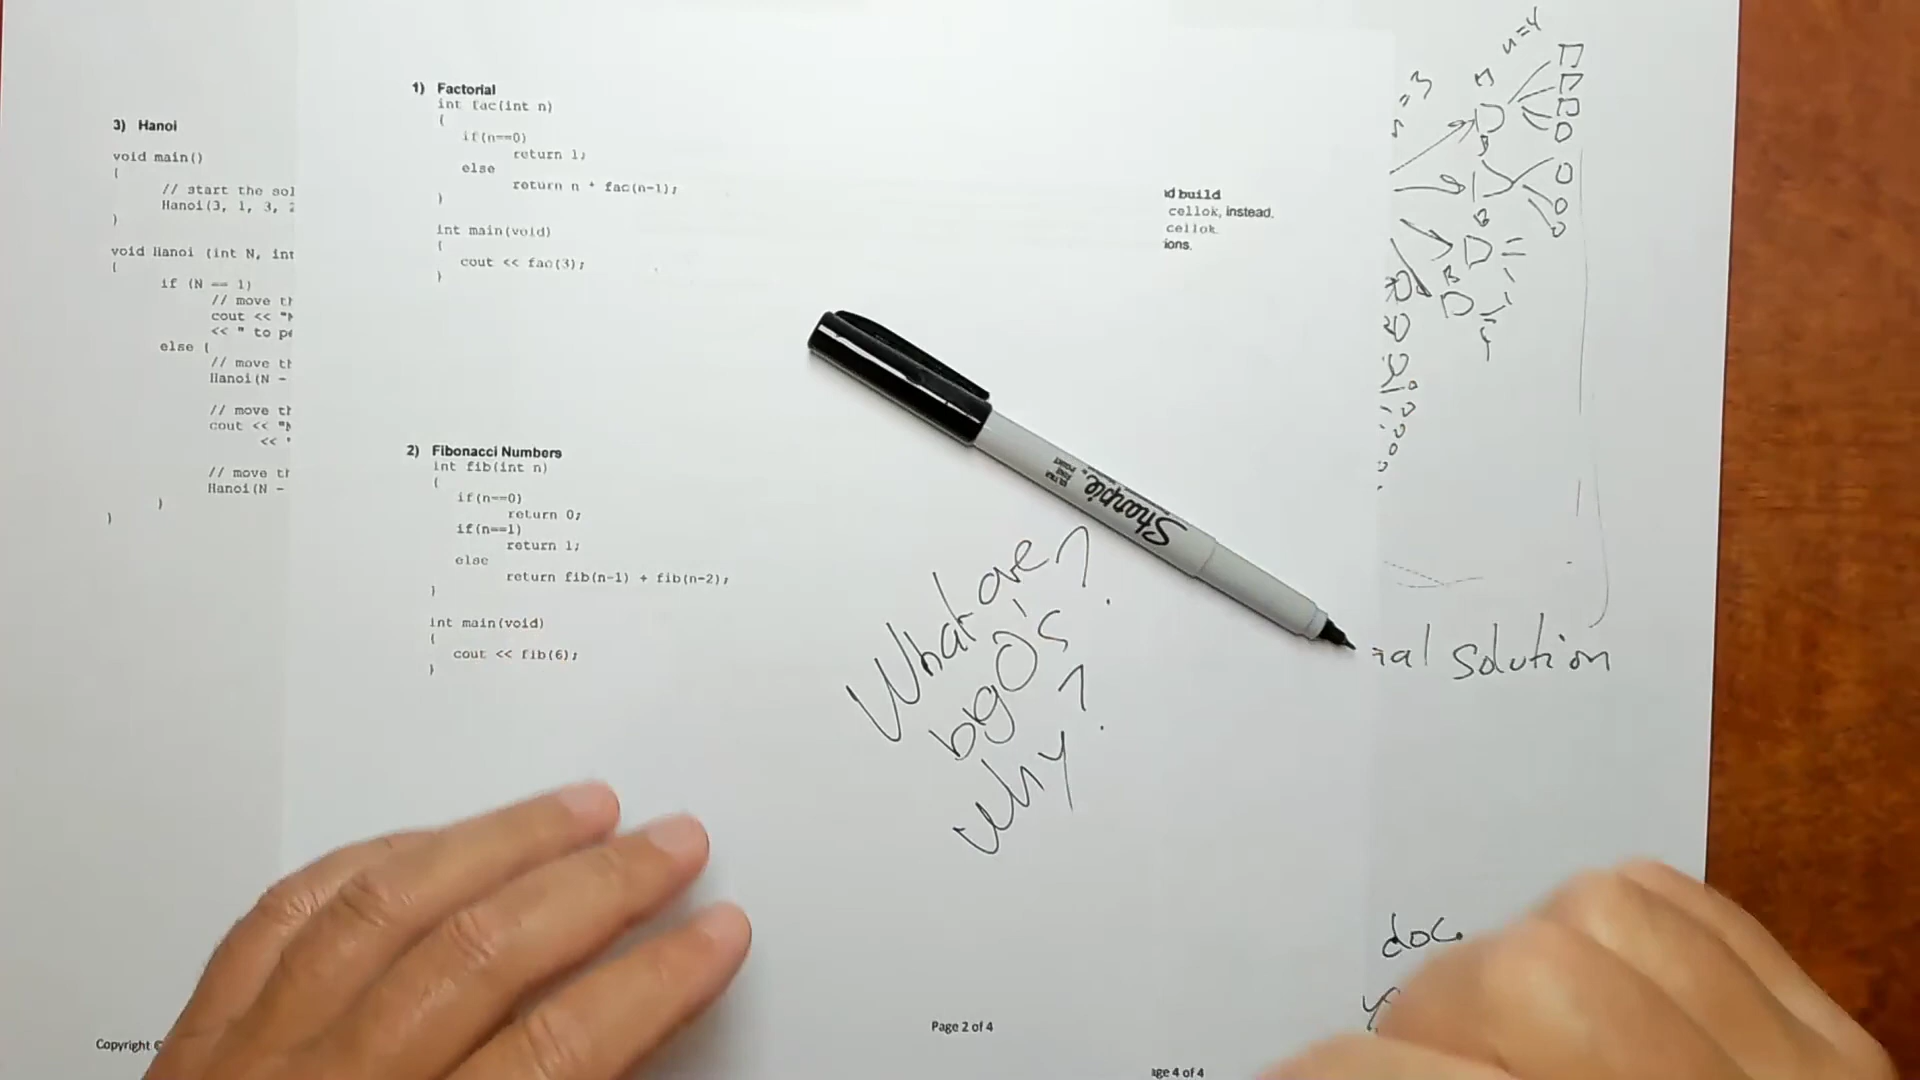 3) Hanoi
void main()
{
// start the sol
Hanoi(3, 1, 3, 2
}
void Hanoi (int N, int
{
if (N == 1)
// move th
cout << "M
<< " to pe
else {
// move th
Hanoi(N -
// move th
cout << "M
<< "
// move th
Hanoi(N -
}
}
Copyright ©
1) Factorial
int fac(int n)
{
if(n==0)
return 1;
else
return n * fac(n-1);
}
int main(void)
{
cout << fac(3);
}
2) Fibonacci Numbers
int fib(int n)
{
if(n==0)
return 0;
if(n==1)
return 1;
else
return fib(n-1) + fib(n-2);
}
int main(void)
{
cout << fib(6);
}
What are
big O's?
Why?
Page 2 of 4
Sharpie
ULTRA
FINE
POINT
d build
cellok, instead.
cellok.
ions.
= 3
n=4
al solution
doc.
age 4 of 4